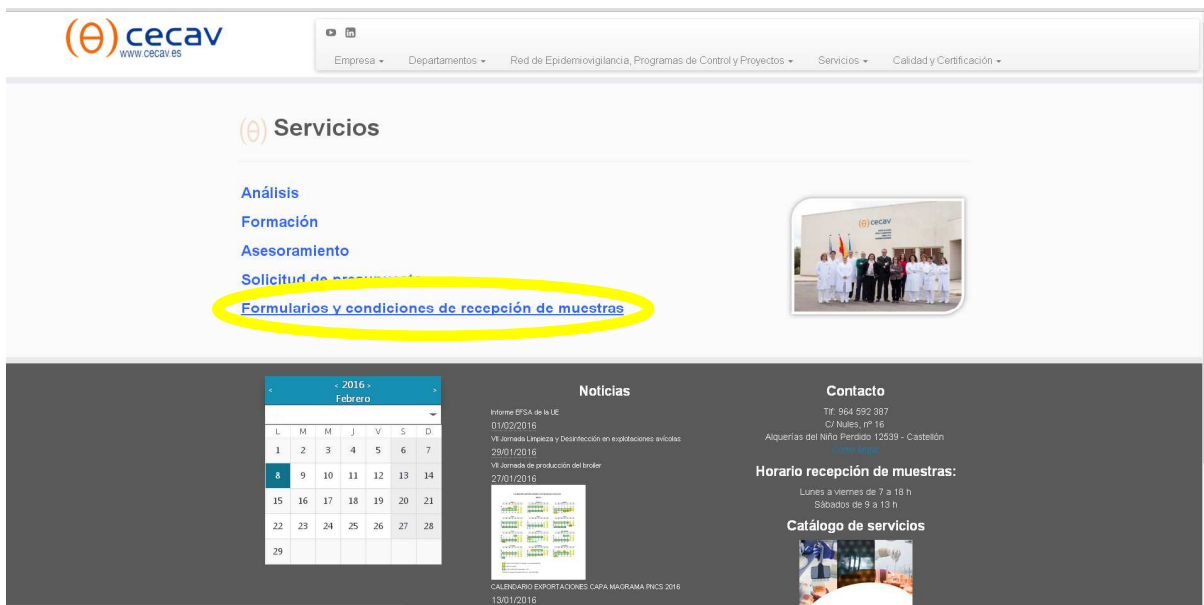 (θ) cecav
www.cecav.es
Empresa
Departamentos
Red de Epidemiovigilancia, Programas de Control y Proyectos
Servicios
Calidad y Certificación
(θ) Servicios
Análisis
Formación
Asesoramiento
Solicitud de presupuesto
Formularios y condiciones de recepción de muestras
(θ) cecav
< 2016 >
< Febrero >
L M M J V S D
1 2 3 4 5 6 7
8 9 10 11 12 13 14
15 16 17 18 19 20 21
22 23 24 25 26 27 28
29
Noticias
Informe EFSA de la UE
01/02/2016
VII Jornada Limpieza y Desinfección en explotaciones avícolas
29/01/2016
VII Jornada de producción del broiler
27/01/2016
CALENDARIO EXPORTACIONES CAPA MAGRAMA PNCS 2016
13/01/2016
Contacto
Tlf: 964 592 387
C/ Nules, nº 16
Alquerías del Niño Perdido 12539 - Castellón
Horario recepción de muestras:
Lunes a viernes de 7 a 18 h
Sábados de 9 a 13 h
Catálogo de servicios